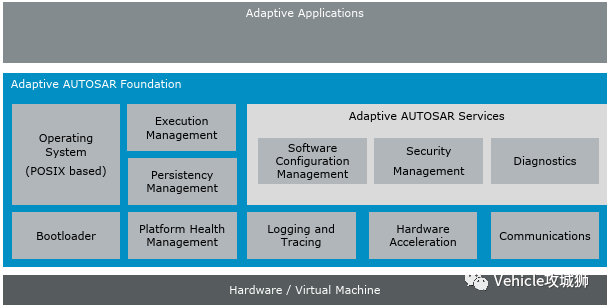 Adaptive Applications
Adaptive AUTOSAR Foundation
Operating
System
(POSIX based)
Execution
Management
Persistency
Management
Adaptive AUTOSAR Services
Software
Configuration
Management
Security
Management
Diagnostics
Bootloader
Platform Health
Management
Logging and
Tracing
Hardware
Acceleration
Communications
Vehicle攻城狮
Hardware / Virtual Machine